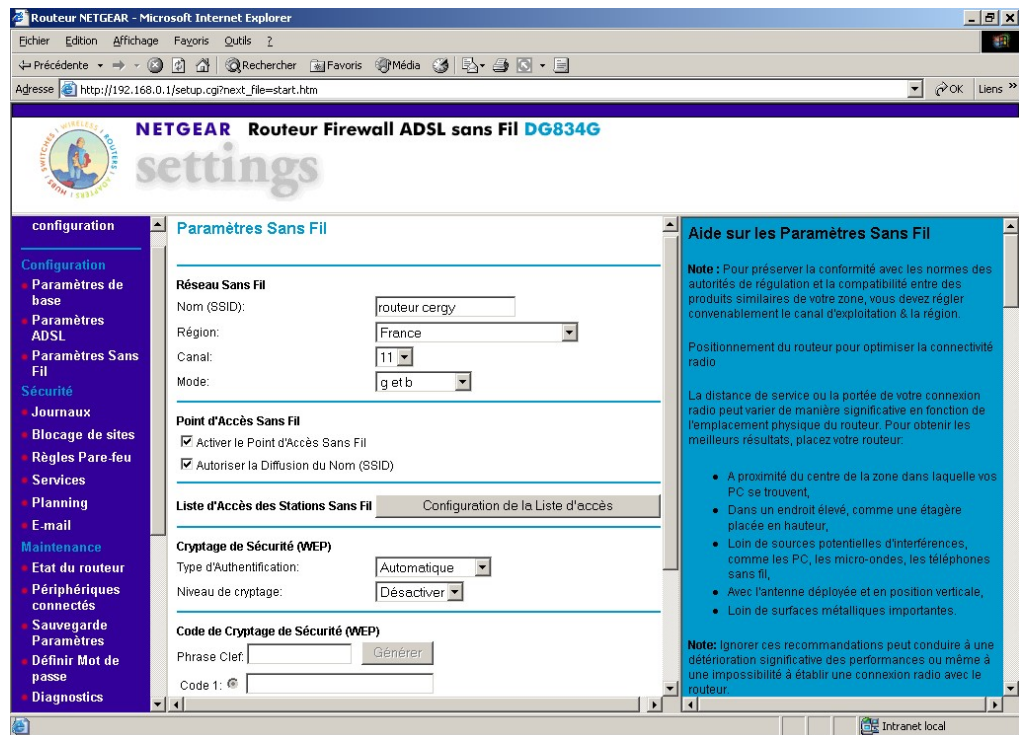 Routeur NETGEAR - Microsoft Internet Explorer
Fichier Edition Affichage Favoris Outils ?
Précédente Rechercher Favoris Média
Adresse http://192.168.0.1/setup.cgi?next_file=start.htm OK Liens »
SWITCHES | WIRELESS | ROUTERS | ADAPTERS | HUBS |
NETGEAR Routeur Firewall ADSL sans Fil DG834G
settings
configuration
Configuration
Paramètres de
base
Paramètres
ADSL
Paramètres Sans
Fil
Sécurité
Journaux
Blocage de sites
Règles Pare-feu
Services
Planning
E-mail
Maintenance
Etat du routeur
Périphériques
connectés
Sauvegarde
Paramètres
Définir Mot de
passe
Diagnostics
Paramètres Sans Fil
Réseau Sans Fil
Nom (SSID): routeur cergy
Région: France
Canal: 11
Mode: g et b
Point d'Accès Sans Fil
Activer le Point d'Accès Sans Fil
Autoriser la Diffusion du Nom (SSID)
Liste d'Accès des Stations Sans Fil Configuration de la Liste d'accès
Cryptage de Sécurité (WEP)
Type d'Authentification: Automatique
Niveau de cryptage: Désactiver
Code de Cryptage de Sécurité (WEP)
Phrase Clef: Générer
Code 1:
Aide sur les Paramètres Sans Fil
Note : Pour préserver la conformité avec les normes des
autorités de régulation et la compatibilité entre des
produits similaires de votre zone, vous devez régler
convenablement le canal d'exploitation & la région.
Positionnement du routeur pour optimiser la connectivité
radio
La distance de service ou la portée de votre connexion
radio peut varier de manière significative en fonction de
l'emplacement physique du routeur. Pour obtenir les
meilleurs résultats, placez votre routeur:
A proximité du centre de la zone dans laquelle vos
PC se trouvent,
Dans un endroit élevé, comme une étagère
placée en hauteur,
Loin de sources potentielles d'interférences,
comme les PC, les micro-ondes, les téléphones
sans fil,
Avec l'antenne déployée et en position verticale,
Loin de surfaces métalliques importantes.
Note: Ignorer ces recommandations peut conduire à une
détérioration significative des performances ou même à
une impossibilité à établir une connexion radio avec le
routeur.
Intranet local